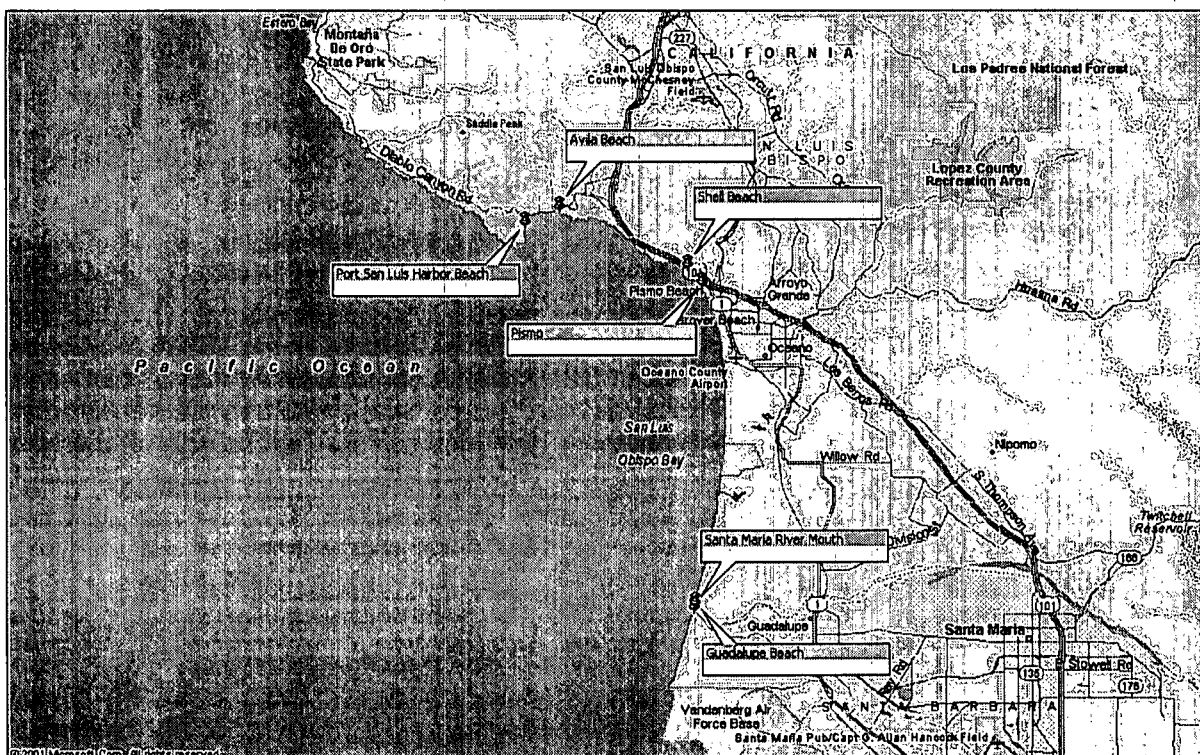 Estero Bay
Montaña
De Oro
State Park
227
CALIFORNIA
San Luis Obispo
County-McChesney
Field
Orcutt Rd
Los Padres National Forest
Saddle Peak
Avila Beach
Diablo Canyon Rd
N LUIS
BISPO
Lopez County
Recreation Area
Shell Beach
Port San Luis Harbor Beach
Pismo Beach
1
Arroyo
Grande
Huasna Rd
Pismo
rover Beach
Oceano
Pacific Ocean
Oceano County
Airport
San Luis
Obispo Bay
Willow Rd
Nipomo
S Thompson Av
Twitchell
Reservoir
Santa Maria River Mouth
Division St
166
1
101
Guadalupe
Santa Maria
Guadalupe Beach
E Stowell Rd
135
176
Vandenberg Air
Force Base
SANTA BARBARA
Santa Maria Pub/Capt G. Allan Hancock Field
© 2001 Microsoft Corp. All rights reserved.